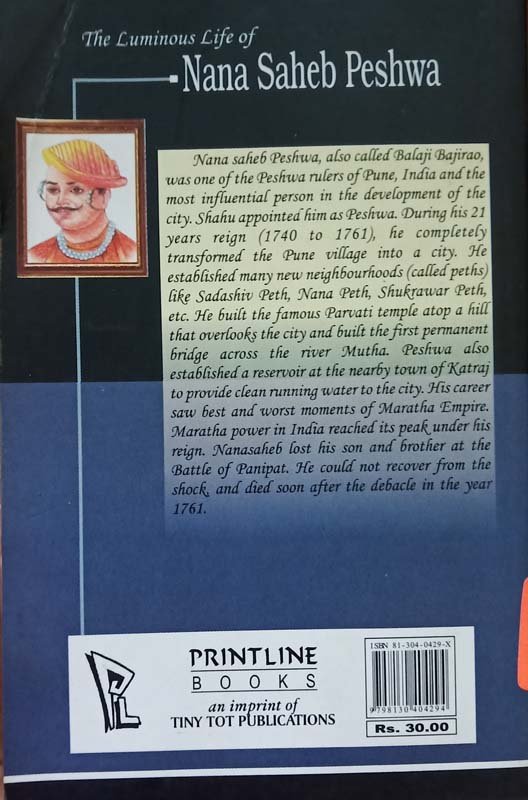 The Luminous Life of
Nana Saheb Peshwa
Nana saheb Peshwa, also called Balaji Bajirao,
was one of the Peshwa rulers of Pune, India and the
most influential person in the development of the
city. Shahu appointed him as Peshwa. During his 21
years reign (1740 to 1761), he completely
transformed the Pune village into a city. He
established many new neighbourhoods (called peths)
like Sadashiv Peth, Nana Peth, Shukrawar Peth,
etc. He built the famous Parvati temple atop a hill
that overlooks the city and built the first permanent
bridge across the river Mutha. Peshwa also
established a reservoir at the nearby town of Katraj
to provide clean running water to the city. His career
saw best and worst moments of Maratha Empire.
Maratha power in India reached its peak under his
reign. Nanasaheb lost his son and brother at the
Battle of Panipat. He could not recover from the
shock, and died soon after the debacle in the year
1761.
PL
PRINTLINE
BOOKS
an imprint of
TINY TOT PUBLICATIONS
ISBN 81-304-0429-X
9 798130 404294
Rs. 30.00